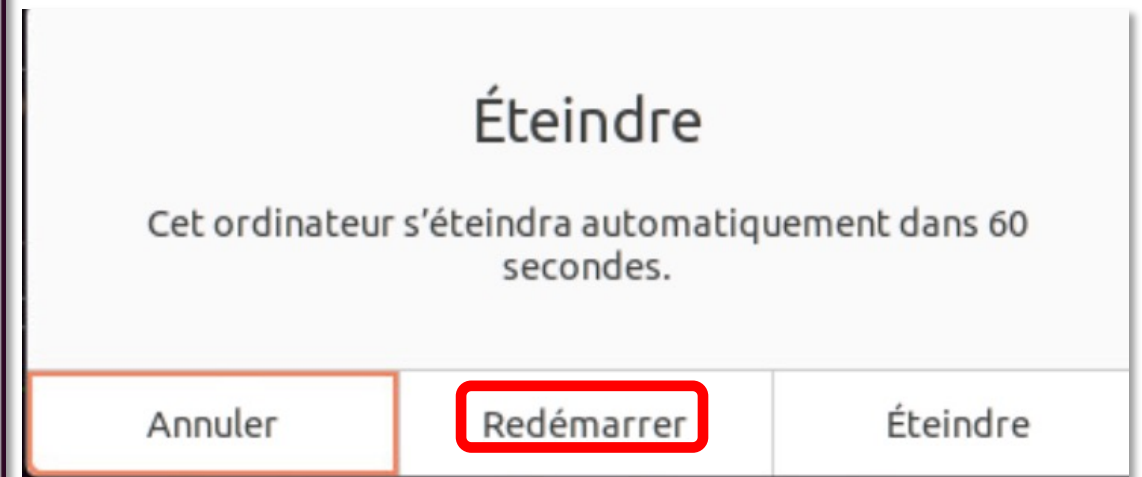 Éteindre
Cet ordinateur s’éteindra automatiquement dans 60
secondes.
Annuler
Redémarrer
Éteindre